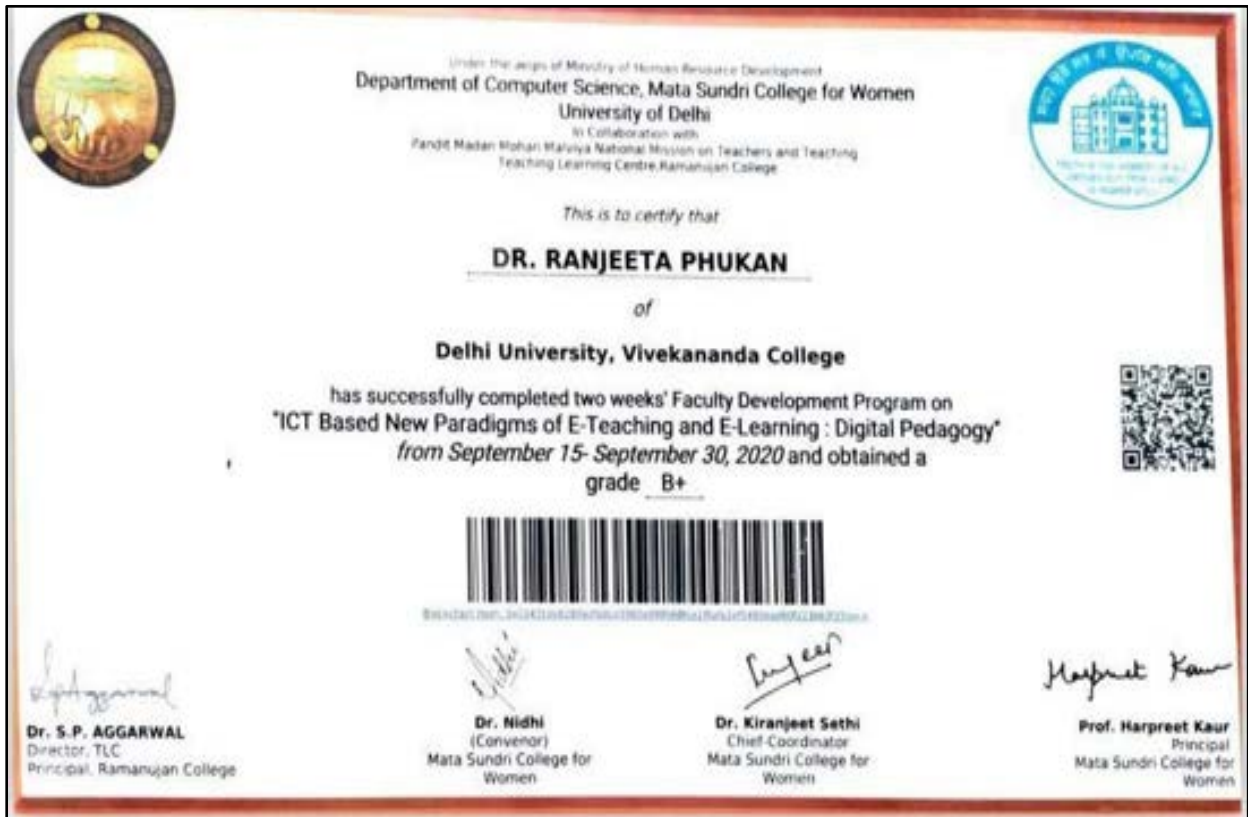 Under the aegis of Ministry of Human Resource Development
Department of Computer Science, Mata Sundri College for Women
University of Delhi
In Collaboration with
Pandit Madan Mohan Malviya National Mission on Teachers and Teaching
Teaching Learning Centre,Ramanujan College
This is to certify that
DR. RANJEETA PHUKAN
of
Delhi University, Vivekananda College
has successfully completed two weeks' Faculty Development Program on
"ICT Based New Paradigms of E-Teaching and E-Learning : Digital Pedagogy"
from September 15- September 30, 2020 and obtained a
grade B+
Nidhi
Harpreet Kaur
Dr. S.P. AGGARWAL
Director, TLC
Principal, Ramanujan College
Dr. Nidhi
(Convenor)
Mata Sundri College for
Women
Dr. Kiranjeet Sethi
Chief-Coordinator
Mata Sundri College for
Women
Prof. Harpreet Kaur
Principal
Mata Sundri College for
Women